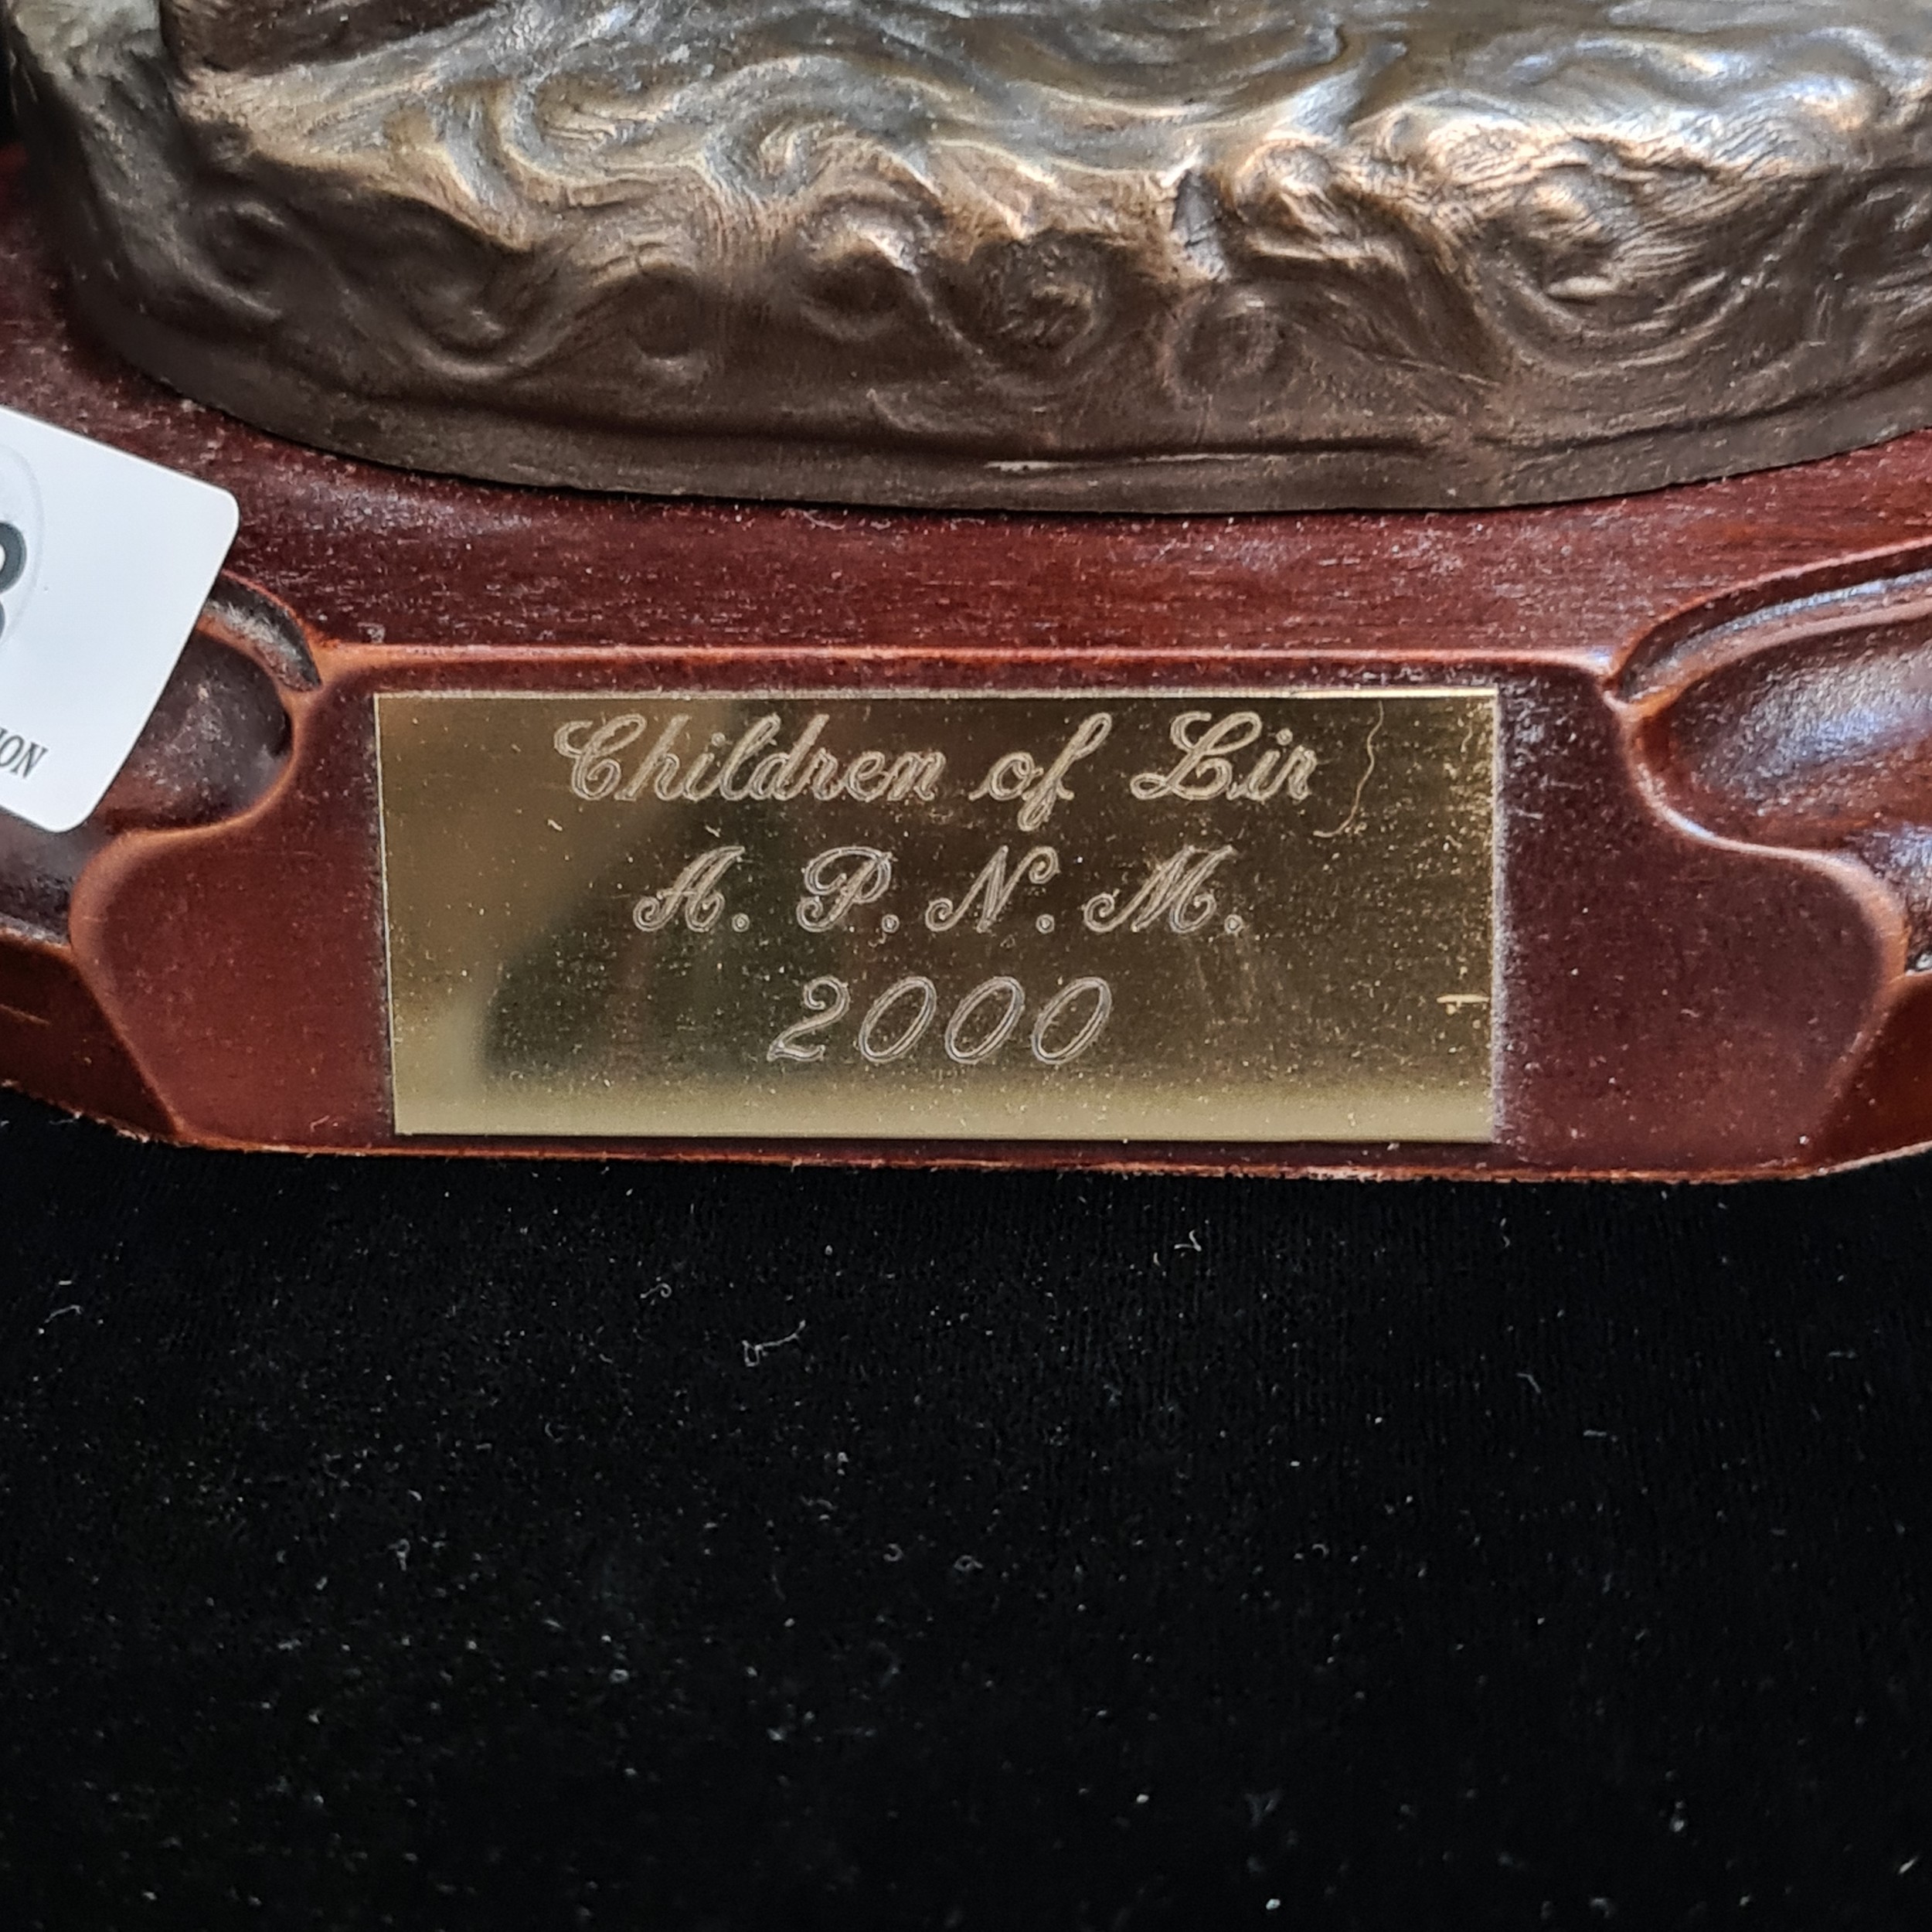 Children of Lir
A. P. N. M.
2000